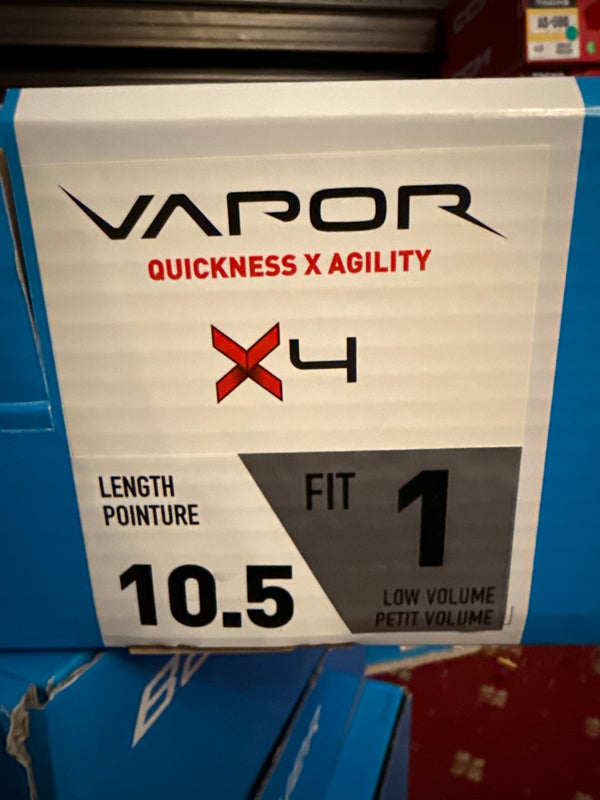 VAPOR
QUICKNESS X AGILITY
X4
LENGTH
POINTURE
10.5
FIT 1
LOW VOLUME
PETIT VOLUME